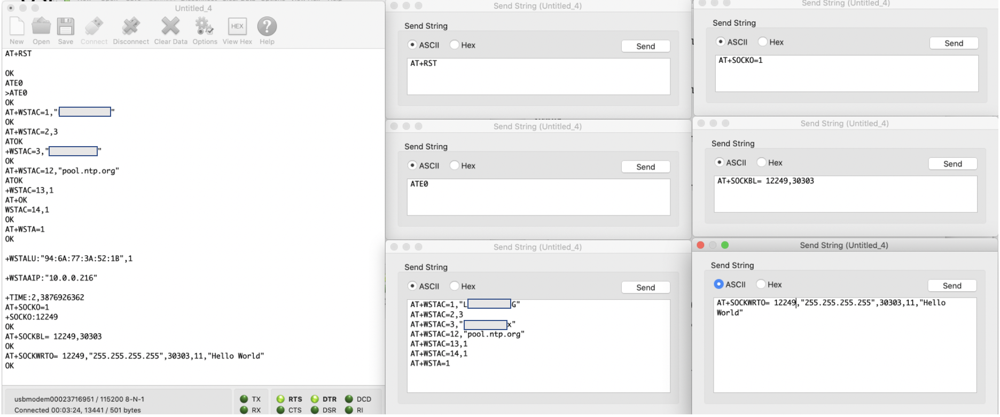 Untitled_4
New Open Save Connect Disconnect Clear Data Options View Hex Help
HEX
AT+RST
OK
ATE0
>ATE0
OK
AT+WSTAC=1,"          "
OK
AT+WSTAC=2,3
ATOK
+WSTAC=3,"          "
OK
AT+WSTAC=12,"pool.ntp.org"
ATOK
+WSTAC=13,1
AT+OK
WSTAC=14,1
OK
AT+WSTA=1
OK
+WSTALU:"94:6A:77:3A:52:1B",1
+WSTAAIP:"10.0.0.216"
+TIME:2,3876926362
AT+SOCKO=1
+SOCKO:12249
OK
AT+SOCKBL= 12249,30303
OK
AT+SOCKWRTO= 12249,"255.255.255.255",30303,11,"Hello World"
OK
usbmodem00023716951 / 115200 8-N-1
Connected 00:03:24, 13441 / 501 bytes
TX RTS DTR DCD
RX CTS DSR RI
Send String (Untitled_4)
Send String
ASCII Hex Send
AT+RST
Send String (Untitled_4)
Send String
ASCII Hex Send
ATE0
Send String (Untitled_4)
Send String
ASCII Hex Send
AT+WSTAC=1,"L          G"
AT+WSTAC=2,3
AT+WSTAC=3,"          x"
AT+WSTAC=12,"pool.ntp.org"
AT+WSTAC=13,1
AT+WSTAC=14,1
AT+WSTA=1
Send String (Untitled_4)
Send String
ASCII Hex Send
AT+SOCKO=1
Send String (Untitled_4)
Send String
ASCII Hex Send
AT+SOCKBL= 12249,30303
Send String (Untitled_4)
Send String
ASCII Hex Send
AT+SOCKWRTO= 12249,"255.255.255.255",30303,11,"Hello
World"